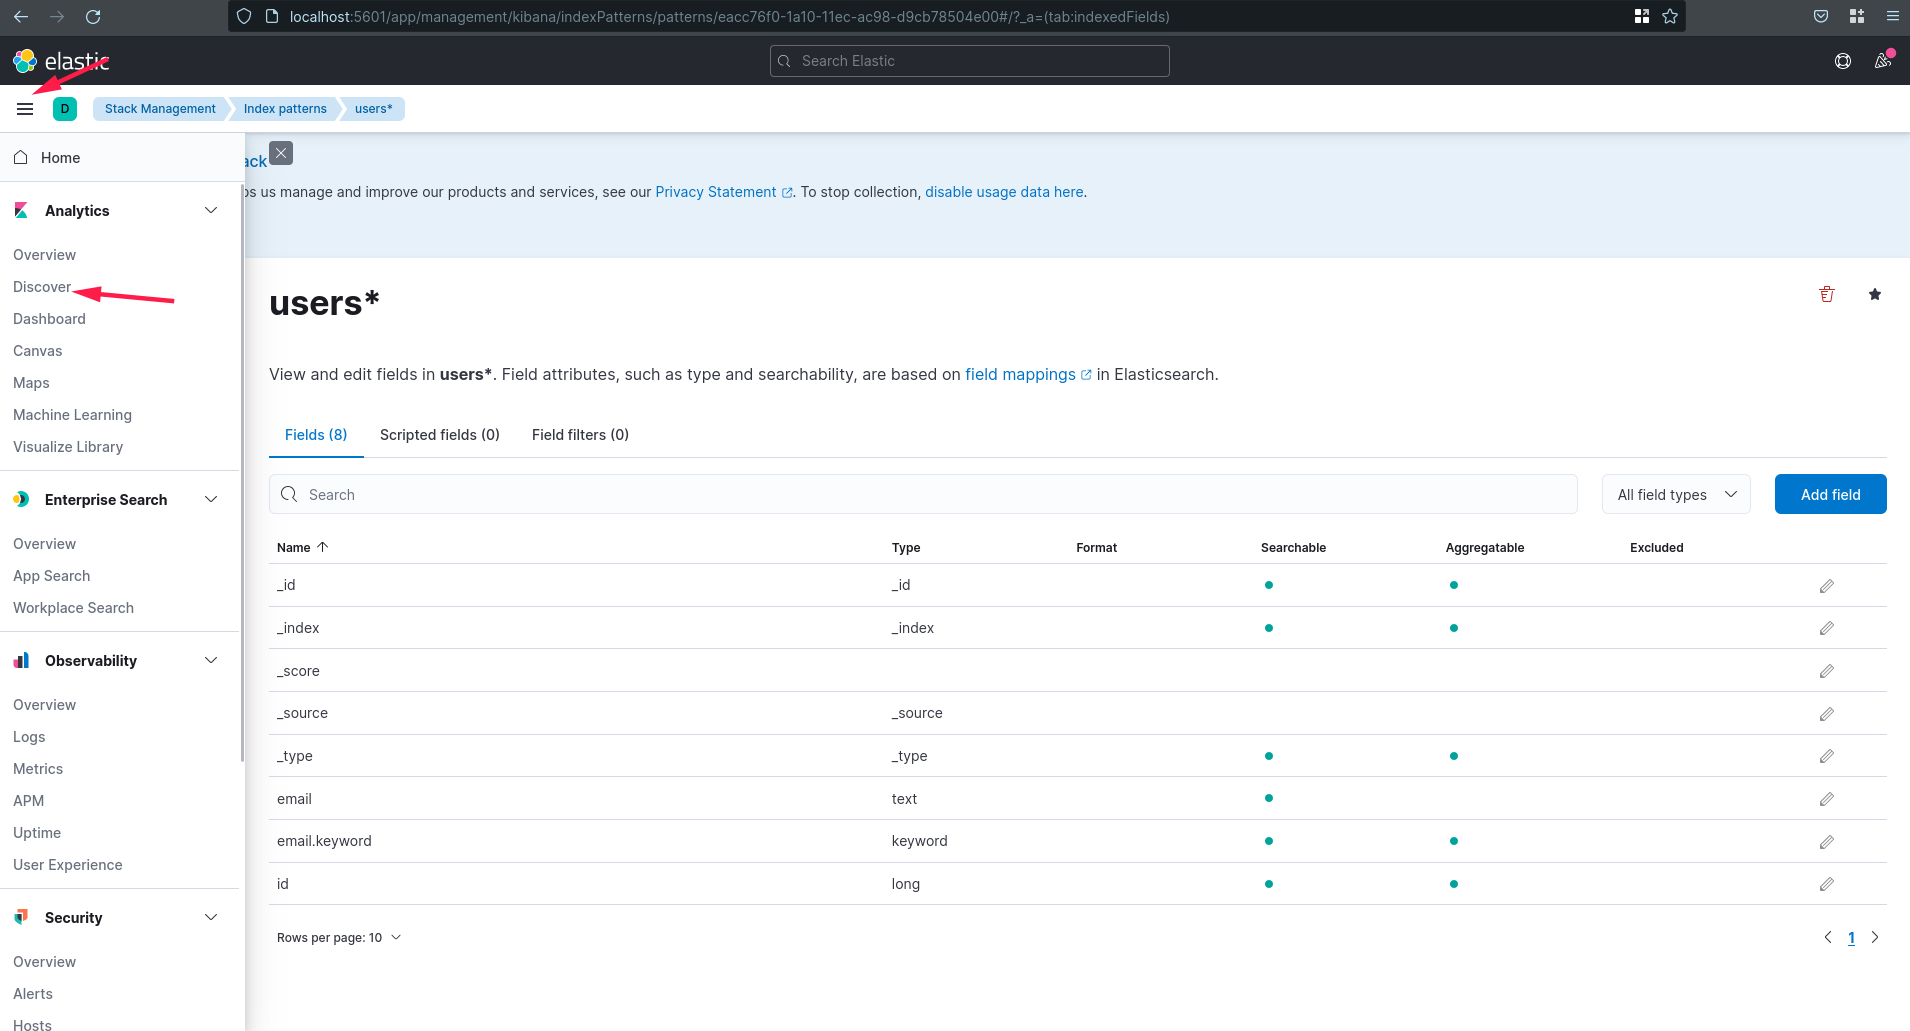 localhost:5601/app/management/kibana/indexPatterns/patterns/eacc76f0-1a10-11ec-ac98-d9cb78504e00#/?_a=(tab:indexedFields)
elastic
Search Elastic
D
Stack Management
Index patterns
users*
Home
Analytics
Overview
Discover
Dashboard
Canvas
Maps
Machine Learning
Visualize Library
Enterprise Search
Overview
App Search
Workplace Search
Observability
Overview
Logs
Metrics
APM
Uptime
User Experience
Security
Overview
Alerts
Hosts
ack
ps us manage and improve our products and services, see our Privacy Statement. To stop collection, disable usage data here.
users*
View and edit fields in users*. Field attributes, such as type and searchability, are based on field mappings in Elasticsearch.
Fields (8) Scripted fields (0) Field filters (0)
Search
All field types
Add field
Name Type Format Searchable Aggregatable Excluded
_id _id
_index _index
_score
_source _source
_type _type
email text
email.keyword keyword
id long
Rows per page: 10
1